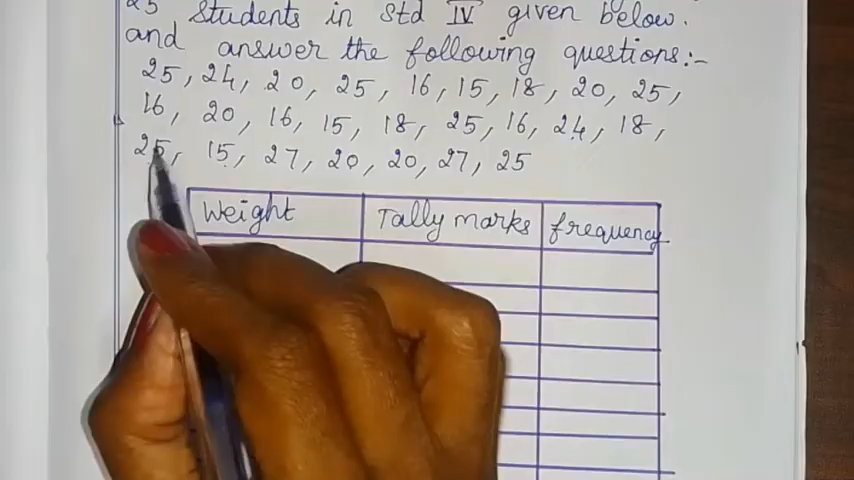 25 Students in Std IV given below.
and answer the following questions:-
25, 24, 20, 25, 16, 15, 18, 20, 25,
16, 20, 16, 15, 18, 25, 16, 24, 18,
25, 15, 27, 20, 20, 27, 25
Weight Tally marks frequency